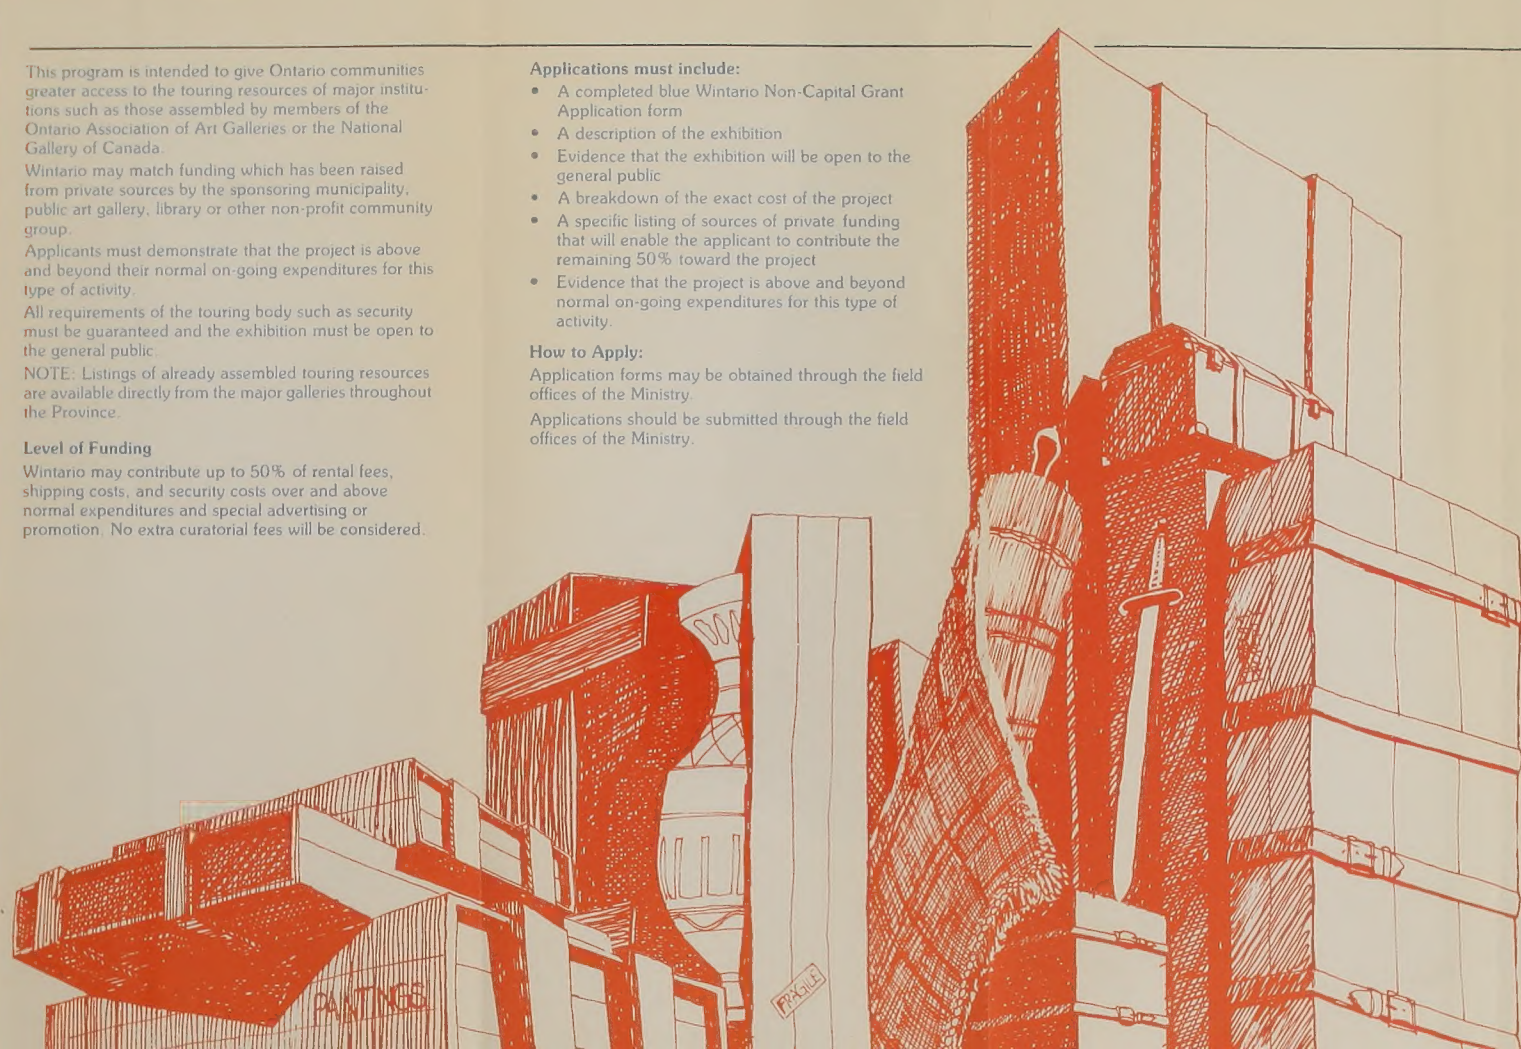 This program is intended to give Ontario communities
greater access to the touring resources of major institu-
tions such as those assembled by members of the
Ontario Association of Art Galleries or the National
Gallery of Canada.
Wintario may match funding which has been raised
from private sources by the sponsoring municipality,
public art gallery, library or other non-profit community
group.
Applicants must demonstrate that the project is above
and beyond their normal on-going expenditures for this
type of activity.
All requirements of the touring body such as security
must be guaranteed and the exhibition must be open to
the general public.
NOTE: Listings of already assembled touring resources
are available directly from the major galleries throughout
the Province.
Level of Funding
Wintario may contribute up to 50% of rental fees,
shipping costs, and security costs over and above
normal expenditures and special advertising or
promotion. No extra curatorial fees will be considered.
Applications must include:
• A completed blue Wintario Non-Capital Grant
Application form
• A description of the exhibition
• Evidence that the exhibition will be open to the
general public
• A breakdown of the exact cost of the project
• A specific listing of sources of private funding
that will enable the applicant to contribute the
remaining 50% toward the project
• Evidence that the project is above and beyond
normal on-going expenditures for this type of
activity.
How to Apply:
Application forms may be obtained through the field
offices of the Ministry.
Applications should be submitted through the field
offices of the Ministry.
PAINTINGS
FRAGILE